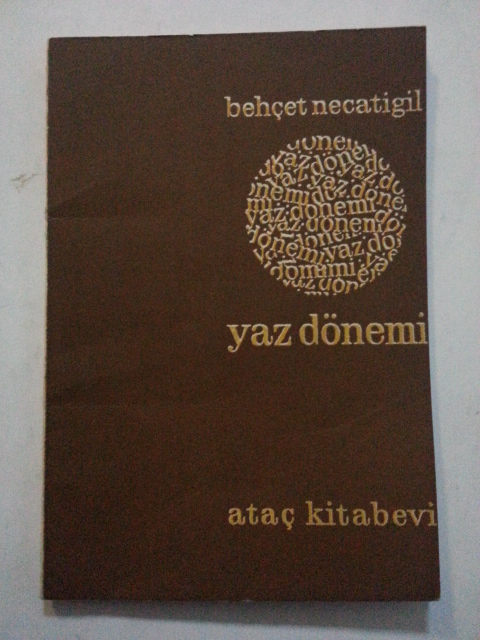 behçet necatigil
yaz dönemi
ataç kitabevi